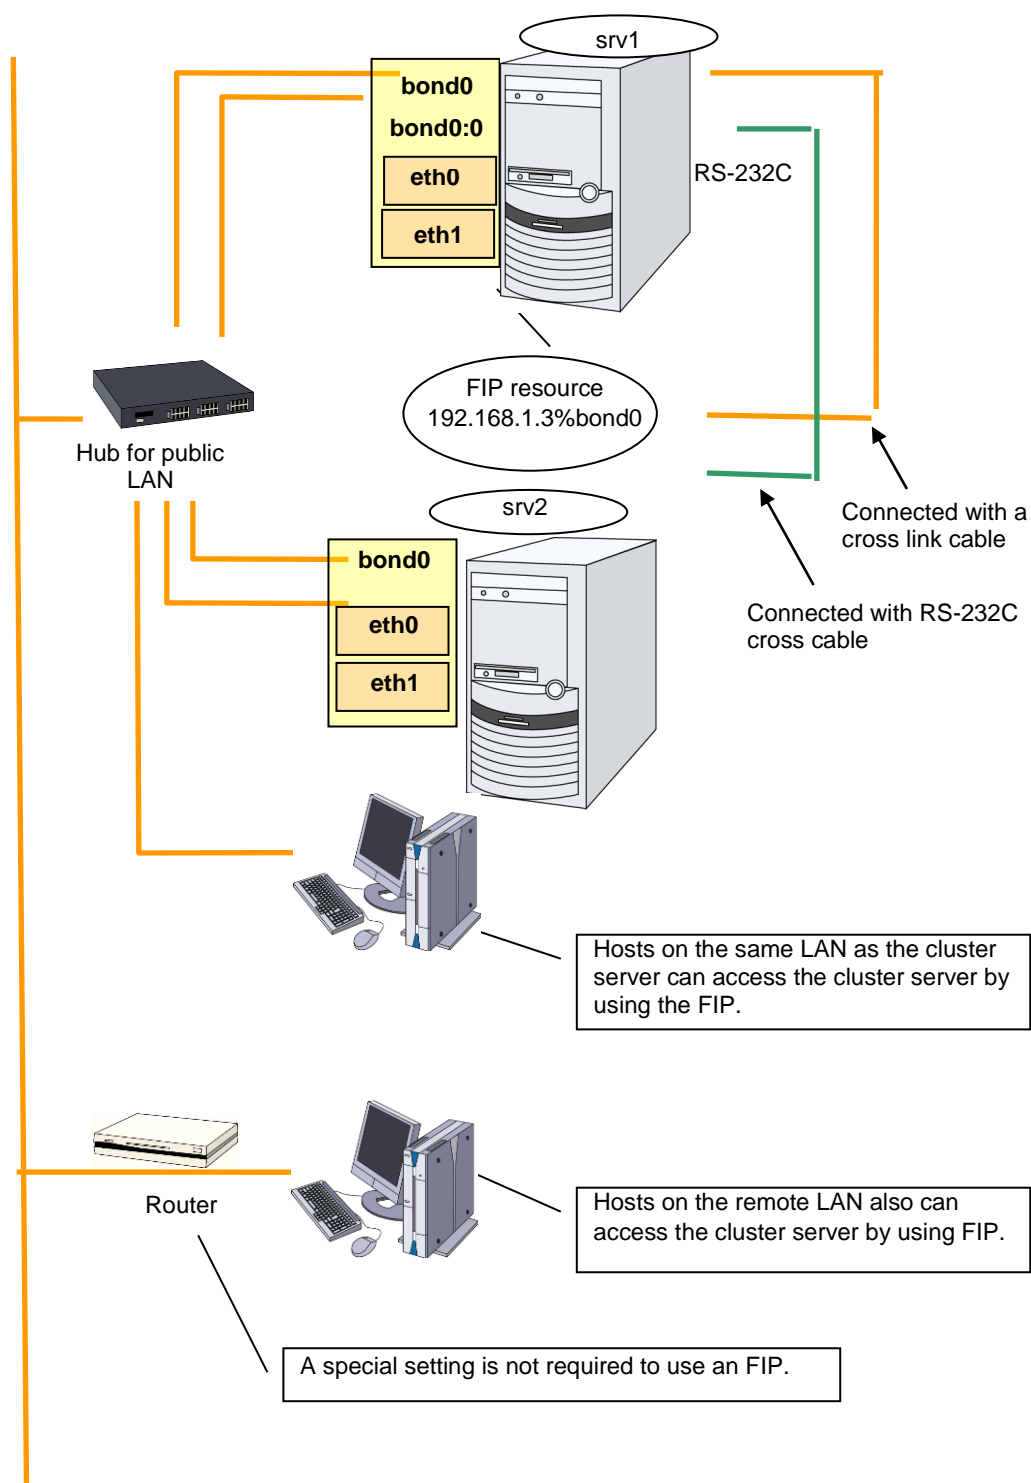 srv1
bond0
bond0:0
eth0
eth1
RS-232C
FIP resource
192.168.1.3%bond0
Hub for public
LAN
srv2
Connected with a
cross link cable
bond0
eth0
eth1
Connected with RS-232C
cross cable
Hosts on the same LAN as the cluster
server can access the cluster server by
using the FIP.
Router
Hosts on the remote LAN also can
access the cluster server by using FIP.
A special setting is not required to use an FIP.